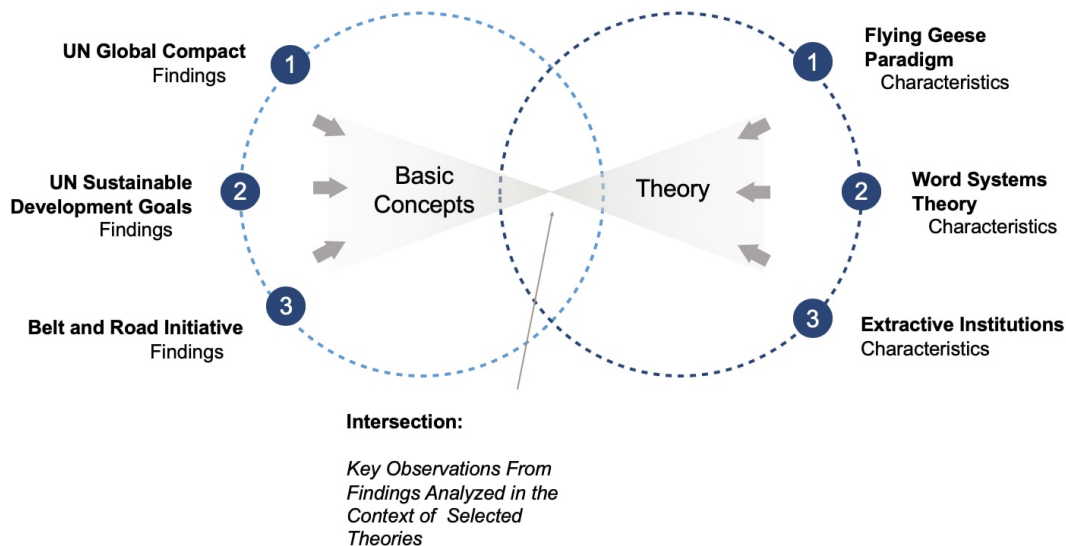 UN Global Compact
Findings
1
UN Sustainable
Development Goals
Findings
2
Belt and Road Initiative
Findings
3
Basic
Concepts
Theory
Flying Geese
Paradigm
Characteristics
1
Word Systems
Theory
Characteristics
2
Extractive Institutions
Characteristics
3
Intersection:
Key Observations From
Findings Analyzed in the
Context of Selected
Theories